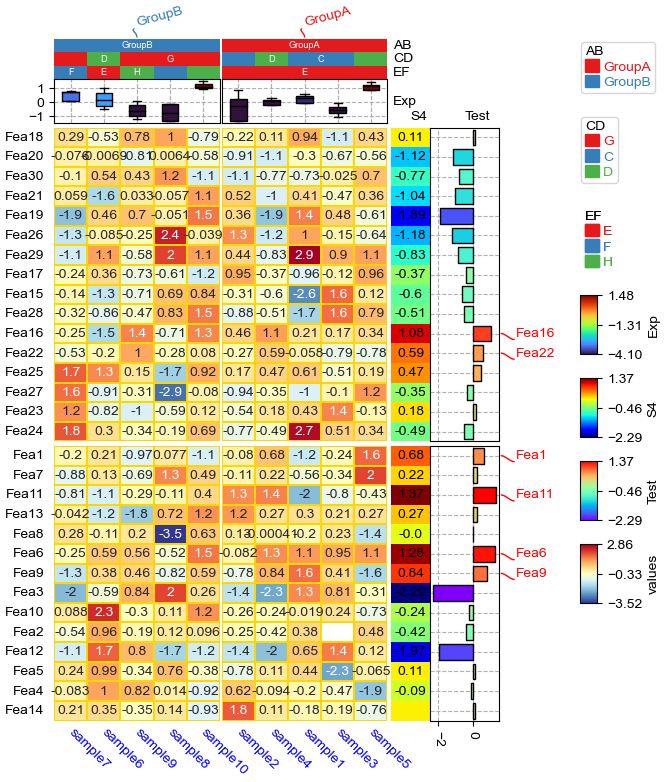 GroupB GroupA
GroupB GroupA AB
D G D C CD
F E H E EF
1
0
−1
Exp
S4 Test
Fea18 0.29 -0.53 0.78 1 -0.79 -0.22 0.11 0.94 -1.1 0.43 0.11
Fea20 -0.076 -0.0069 -0.81 0.0064 -0.58 -0.91 -1.1 -0.3 -0.67 -0.56 -1.12
Fea30 -0.1 0.54 0.43 1.2 -1.1 -1.1 -0.77 -0.73 -0.025 0.7 -0.77
Fea21 0.059 -1.6 0.033 -0.057 1.1 0.52 -1 0.41 -0.47 0.36 -1.04
Fea19 -1.9 0.46 0.7 -0.051 1.5 0.36 -1.9 1.4 0.48 -0.61 -1.89
Fea26 -1.3 -0.085 -0.25 2.4 -0.039 1.3 -1.2 1 0.15 -0.64 -1.18
Fea29 -1.1 1.1 -0.58 2 1.1 0.44 -0.83 2.9 0.9 1.1 -0.83
Fea17 -0.24 0.36 -0.73 -0.61 -1.2 0.95 -0.37 -0.96 -0.12 0.96 -0.37
Fea15 -0.14 -1.3 -0.71 0.69 0.84 -0.31 -0.6 -2.6 1.6 0.12 -0.6
Fea28 -0.32 -0.86 -0.47 0.83 1.5 -0.88 -0.51 -1.7 1.6 0.79 -0.51
Fea16 -0.25 -1.5 1.4 -0.71 1.3 0.46 1.1 0.21 0.17 0.34 1.08 Fea16
Fea22 -0.53 -0.2 1 -0.28 0.08 -0.27 0.59 -0.058 -0.79 -0.78 0.59 Fea22
Fea25 1.7 1.3 0.15 -1.7 0.92 0.17 0.47 0.61 -0.51 0.19 0.47
Fea27 1.6 -0.91 -0.31 -2.9 -0.08 -0.94 -0.35 -1 -0.1 1.2 -0.35
Fea23 1.2 -0.82 -1 -0.59 0.12 -0.54 0.18 0.43 1.4 -0.13 0.18
Fea24 1.8 0.3 -0.34 -0.19 0.69 -0.77 -0.49 2.7 0.51 0.34 -0.49
Fea1 -0.2 0.21 -0.97 0.077 -1.1 -0.08 0.68 -1.2 -0.24 1.6 0.68 Fea1
Fea7 -0.88 0.13 -0.69 1.3 0.49 -0.11 0.22 -0.56 -0.34 2 0.22
Fea11 -0.81 -1.1 -0.29 -0.11 0.4 1.3 1.4 -2 -0.8 -0.43 1.37 Fea11
Fea13 -0.042 -1.2 -1.8 0.72 1.2 1.2 0.27 0.3 0.21 0.27 0.27
Fea8 0.28 -0.11 0.2 -3.5 0.63 0.23 -1.4 -0.0
Fea6 -0.25 0.59 0.56 -0.52 1.5 -0.082 1.3 1.1 0.95 1.1 1.28 Fea6
Fea9 -1.3 0.38 0.46 -0.82 0.59 -0.78 0.84 1.6 0.41 -1.6 0.84 Fea9
Fea3 -2 -0.59 0.84 2 0.26 -1.4 -2.3 1.3 0.81 -0.31 -2.29
Fea10 0.088 2.3 -0.3 0.11 1.2 -0.26 -0.24 -0.019 0.24 -0.73 -0.24
Fea2 -0.54 0.96 -0.19 0.12 0.096 -0.25 -0.42 0.38 0.48 -0.42
Fea12 -1.1 1.7 0.8 -1.7 -1.2 -1.4 -2 0.65 1.4 0.12 -1.97
Fea5 0.24 0.99 -0.34 0.76 -0.38 -0.78 0.11 0.44 -2.3 -0.065 0.11
Fea4 -0.083 1 0.82 0.014 -0.92 0.62 -0.094 -0.2 -0.47 -1.9 -0.09
Fea14 0.21 0.35 -0.35 0.14 -0.93 1.8 0.11 -0.18 -0.19 -0.76
sample7 sample6 sample9 sample8 sample10 sample2 sample4 sample1 sample3 sample5
−2 0
AB
GroupA
GroupB
CD
G
C
D
EF
E
F
H
1.48
-1.31
-4.10
Exp
1.37
-0.46
-2.29
S4
1.37
-0.46
-2.29
Test
2.86
-0.33
-3.52
values